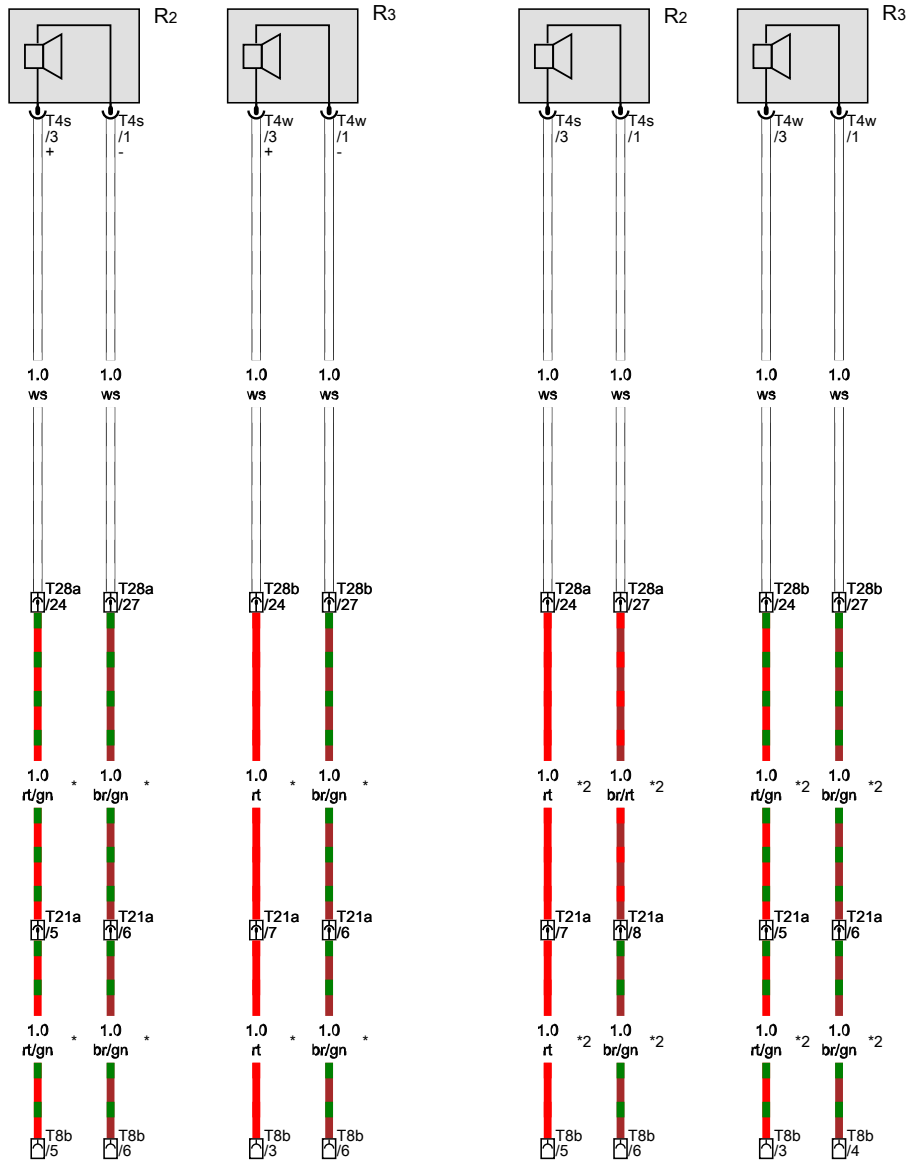 R2 R3 R2 R3
T4s T4s T4w T4w T4s T4s T4w T4w
/3 /1 /3 /1 /3 /1 /3 /1
+ - + -
1.0 1.0 1.0 1.0 1.0 1.0 1.0 1.0
ws ws ws ws ws ws ws ws
T28a T28a T28b T28b T28a T28a T28b T28b
/24 /27 /24 /27 /24 /27 /24 /27
1.0 * 1.0 * 1.0 * 1.0 * 1.0 *2 1.0 *2 1.0 *2 1.0 *2
rt/gn br/gn rt br/gn rt br/rt rt/gn br/gn
T21a T21a T21a T21a T21a T21a T21a T21a
/5 /6 /7 /6 /7 /8 /5 /6
1.0 * 1.0 * 1.0 * 1.0 * 1.0 *2 1.0 *2 1.0 *2 1.0 *2
rt/gn br/gn rt br/gn rt br/gn rt/gn br/gn
T8b T8b T8b T8b T8b T8b T8b T8b
/5 /6 /3 /6 /5 /6 /3 /4